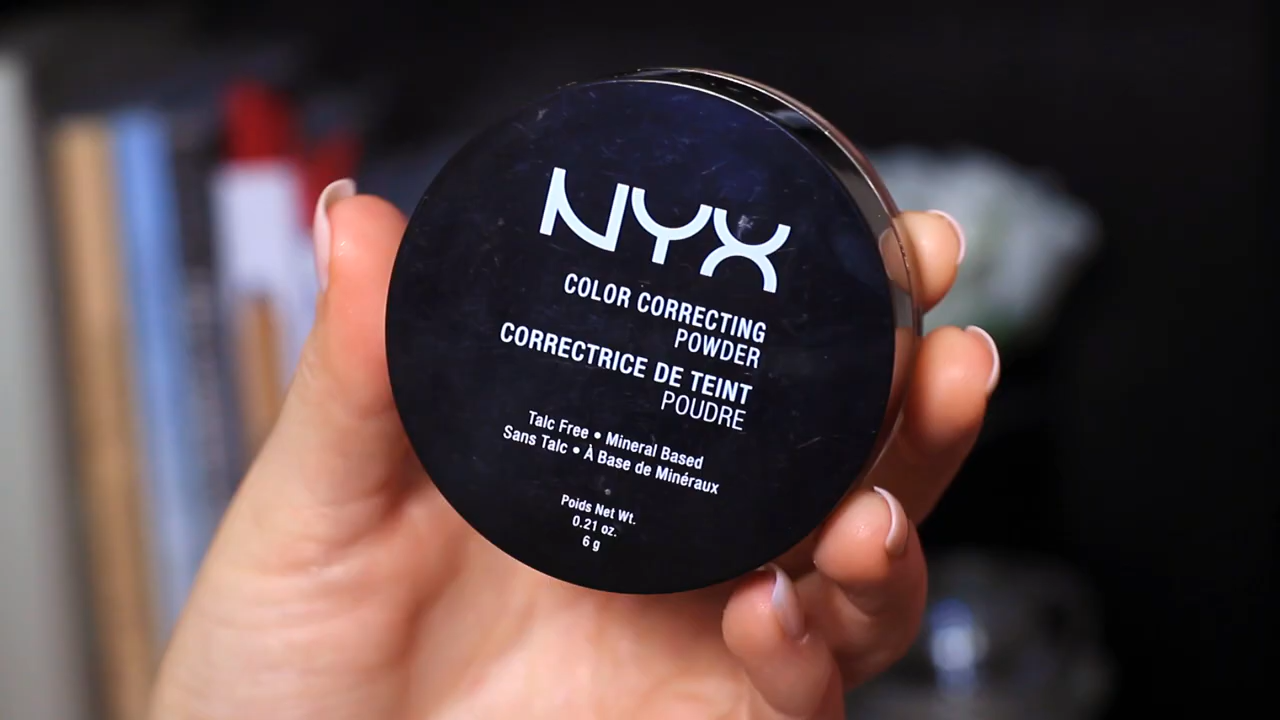 NYX
COLOR CORRECTING
POWDER
CORRECTRICE DE TEINT
POUDRE
Talc Free • Mineral Based
Sans Talc • À Base de Minéraux
Poids Net Wt.
0.21 oz.
6 g